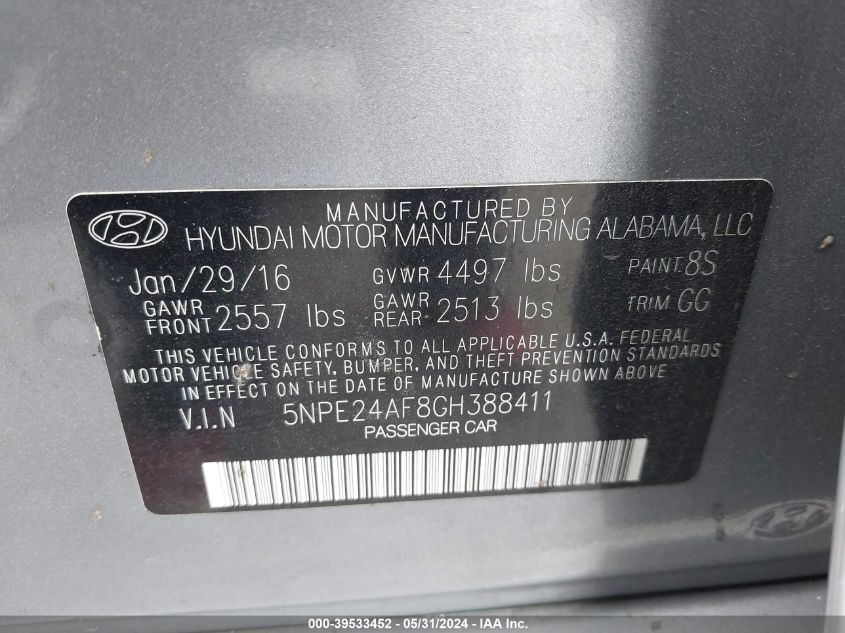 MANUFACTURED BY
HYUNDAI MOTOR MANUFACTURING ALABAMA, LLC
Jan/29/16 GVWR 4497 lbs PAINT:8S
GAWR FRONT 2557 lbs GAWR REAR 2513 lbs TRIM GG
THIS VEHICLE CONFORMS TO ALL APPLICABLE U.S.A. FEDERAL
MOTOR VEHICLE SAFETY, BUMPER, AND THEFT PREVENTION STANDARDS
IN EFFECT ON THE DATE OF MANUFACTURE SHOWN ABOVE
V.I.N 5NPE24AF8GH388411
PASSENGER CAR
000-39533452 - 05/31/2024 - IAA Inc.